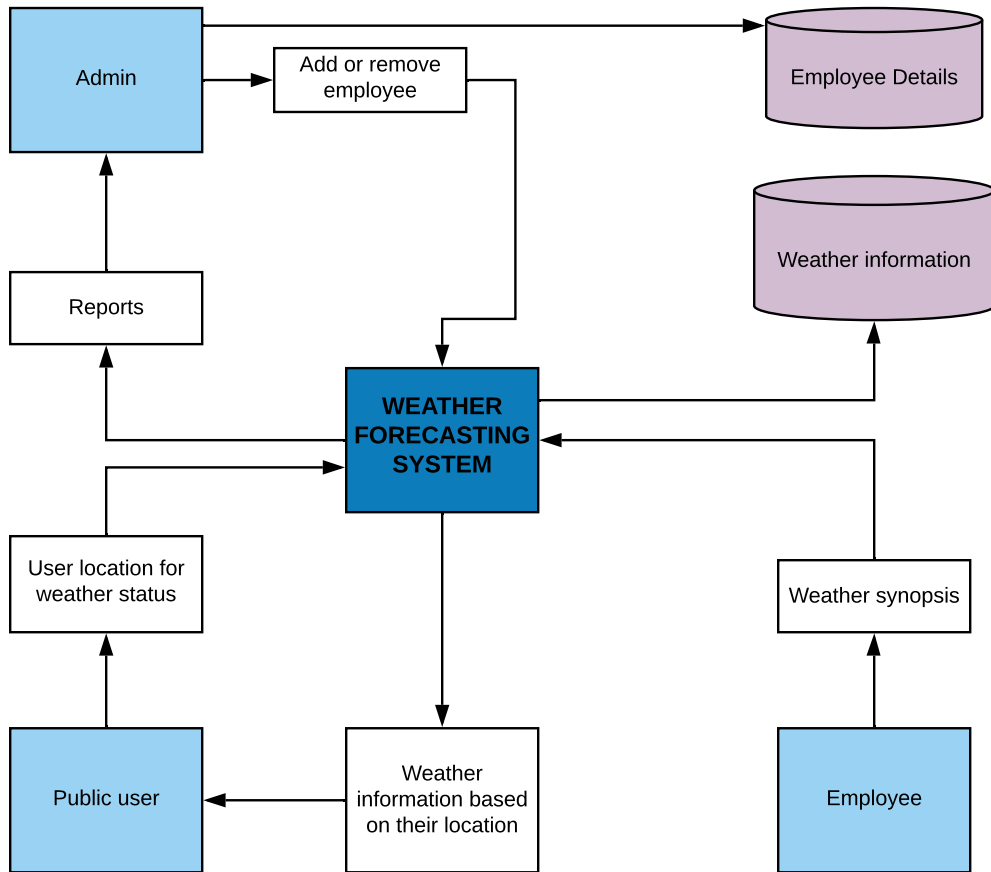 Admin
Add or remove
employee
Employee Details
Weather information
Reports
WEATHER
FORECASTING
SYSTEM
User location for
weather status
Weather synopsis
Public user
Weather
information based
on their location
Employee